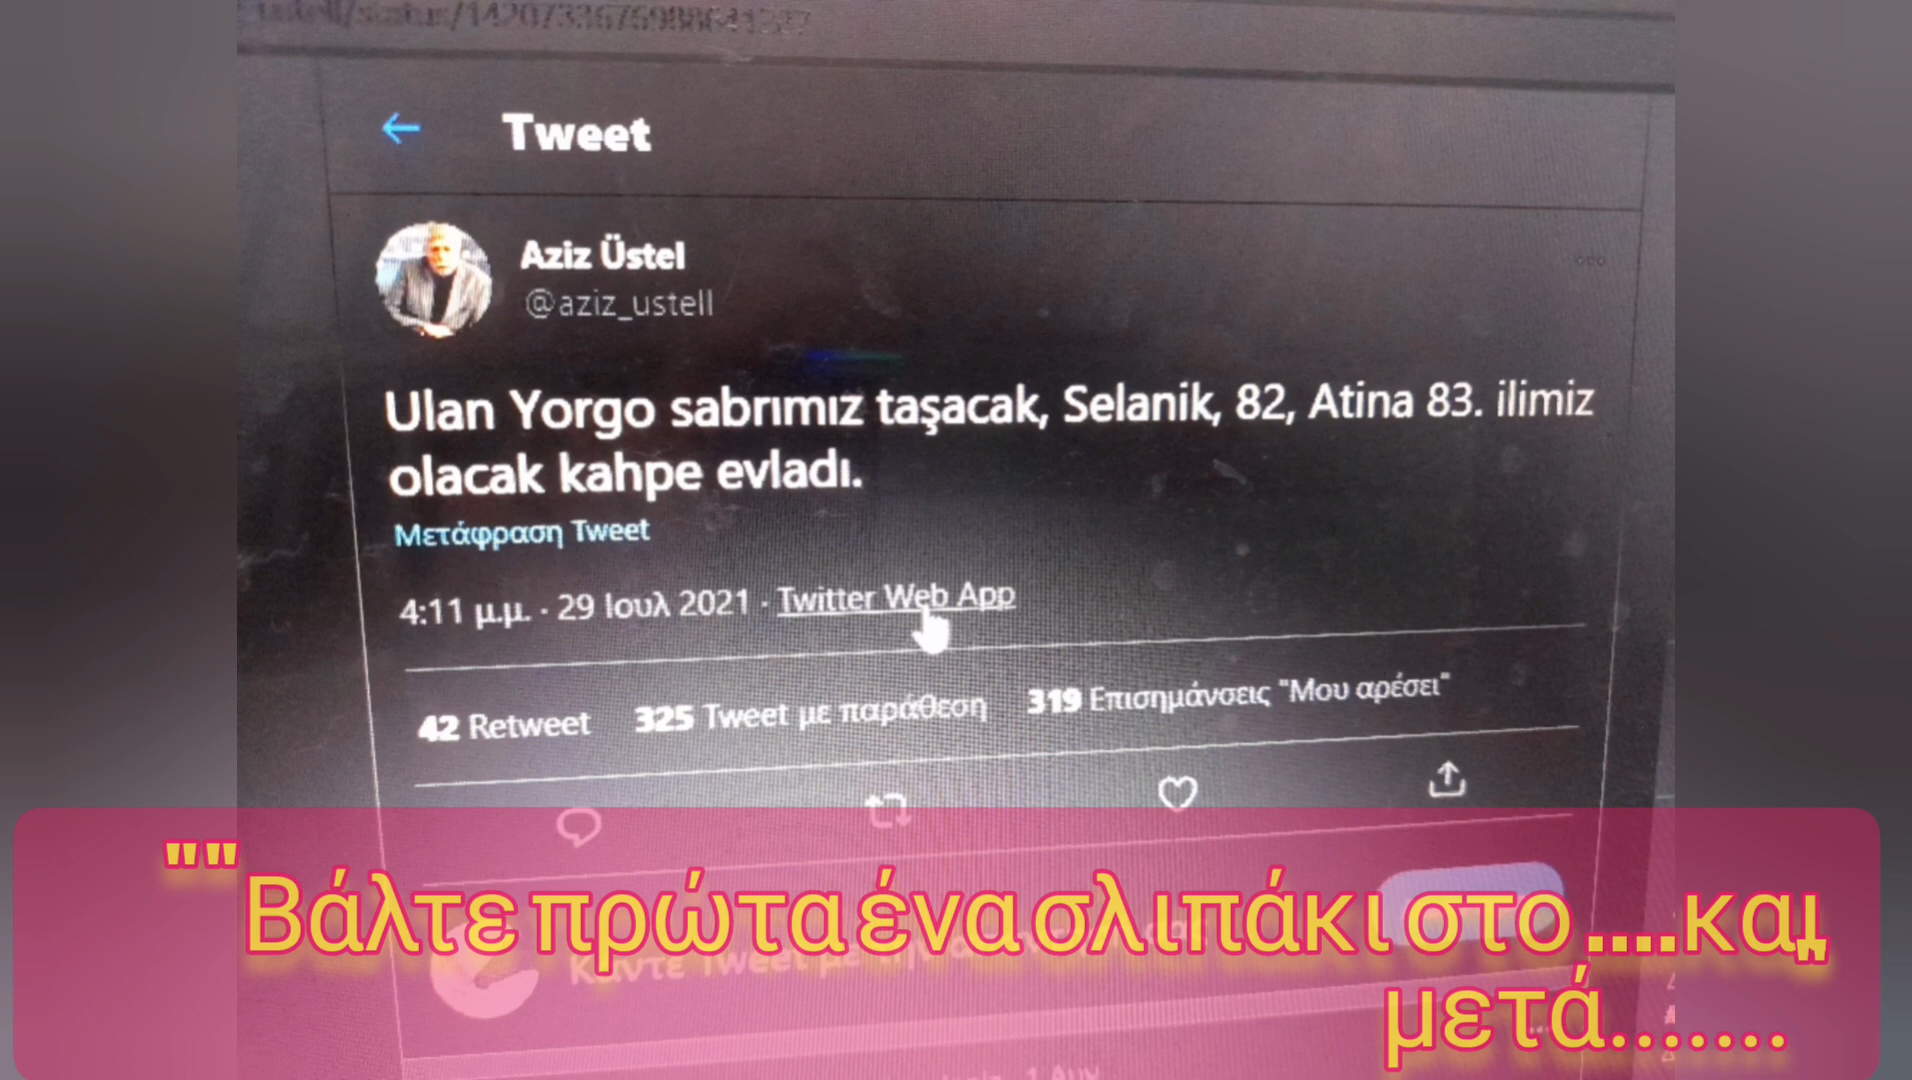 Tweet
Aziz Üstel
@aziz_ustell
Ulan Yorgo sabrımız taşacak, Selanik, 82, Atina 83. ilimiz
olacak kahpe evladı.
Μετάφραση Tweet
4:11 μ.μ. · 29 Ιουλ 2021 · Twitter Web App
42 Retweet 325 Tweet με παράθεση 319 Επισημάνσεις "Μου αρέσει"
""Βάλτε πρώτα ένα σλιπάκι στο ....και"
μετά.......
Κάντε Tweet